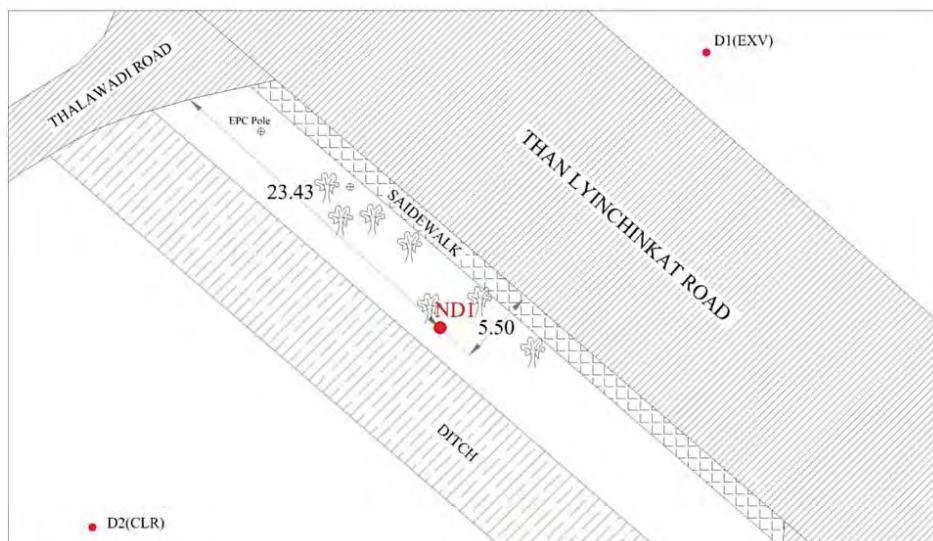 D1(EXV)
THALAWADI ROAD
EPC Pole
THAN LYINCHINKAT ROAD
23.43
SAIDEWALK
ND1
5.50
DITCH
D2(CLR)